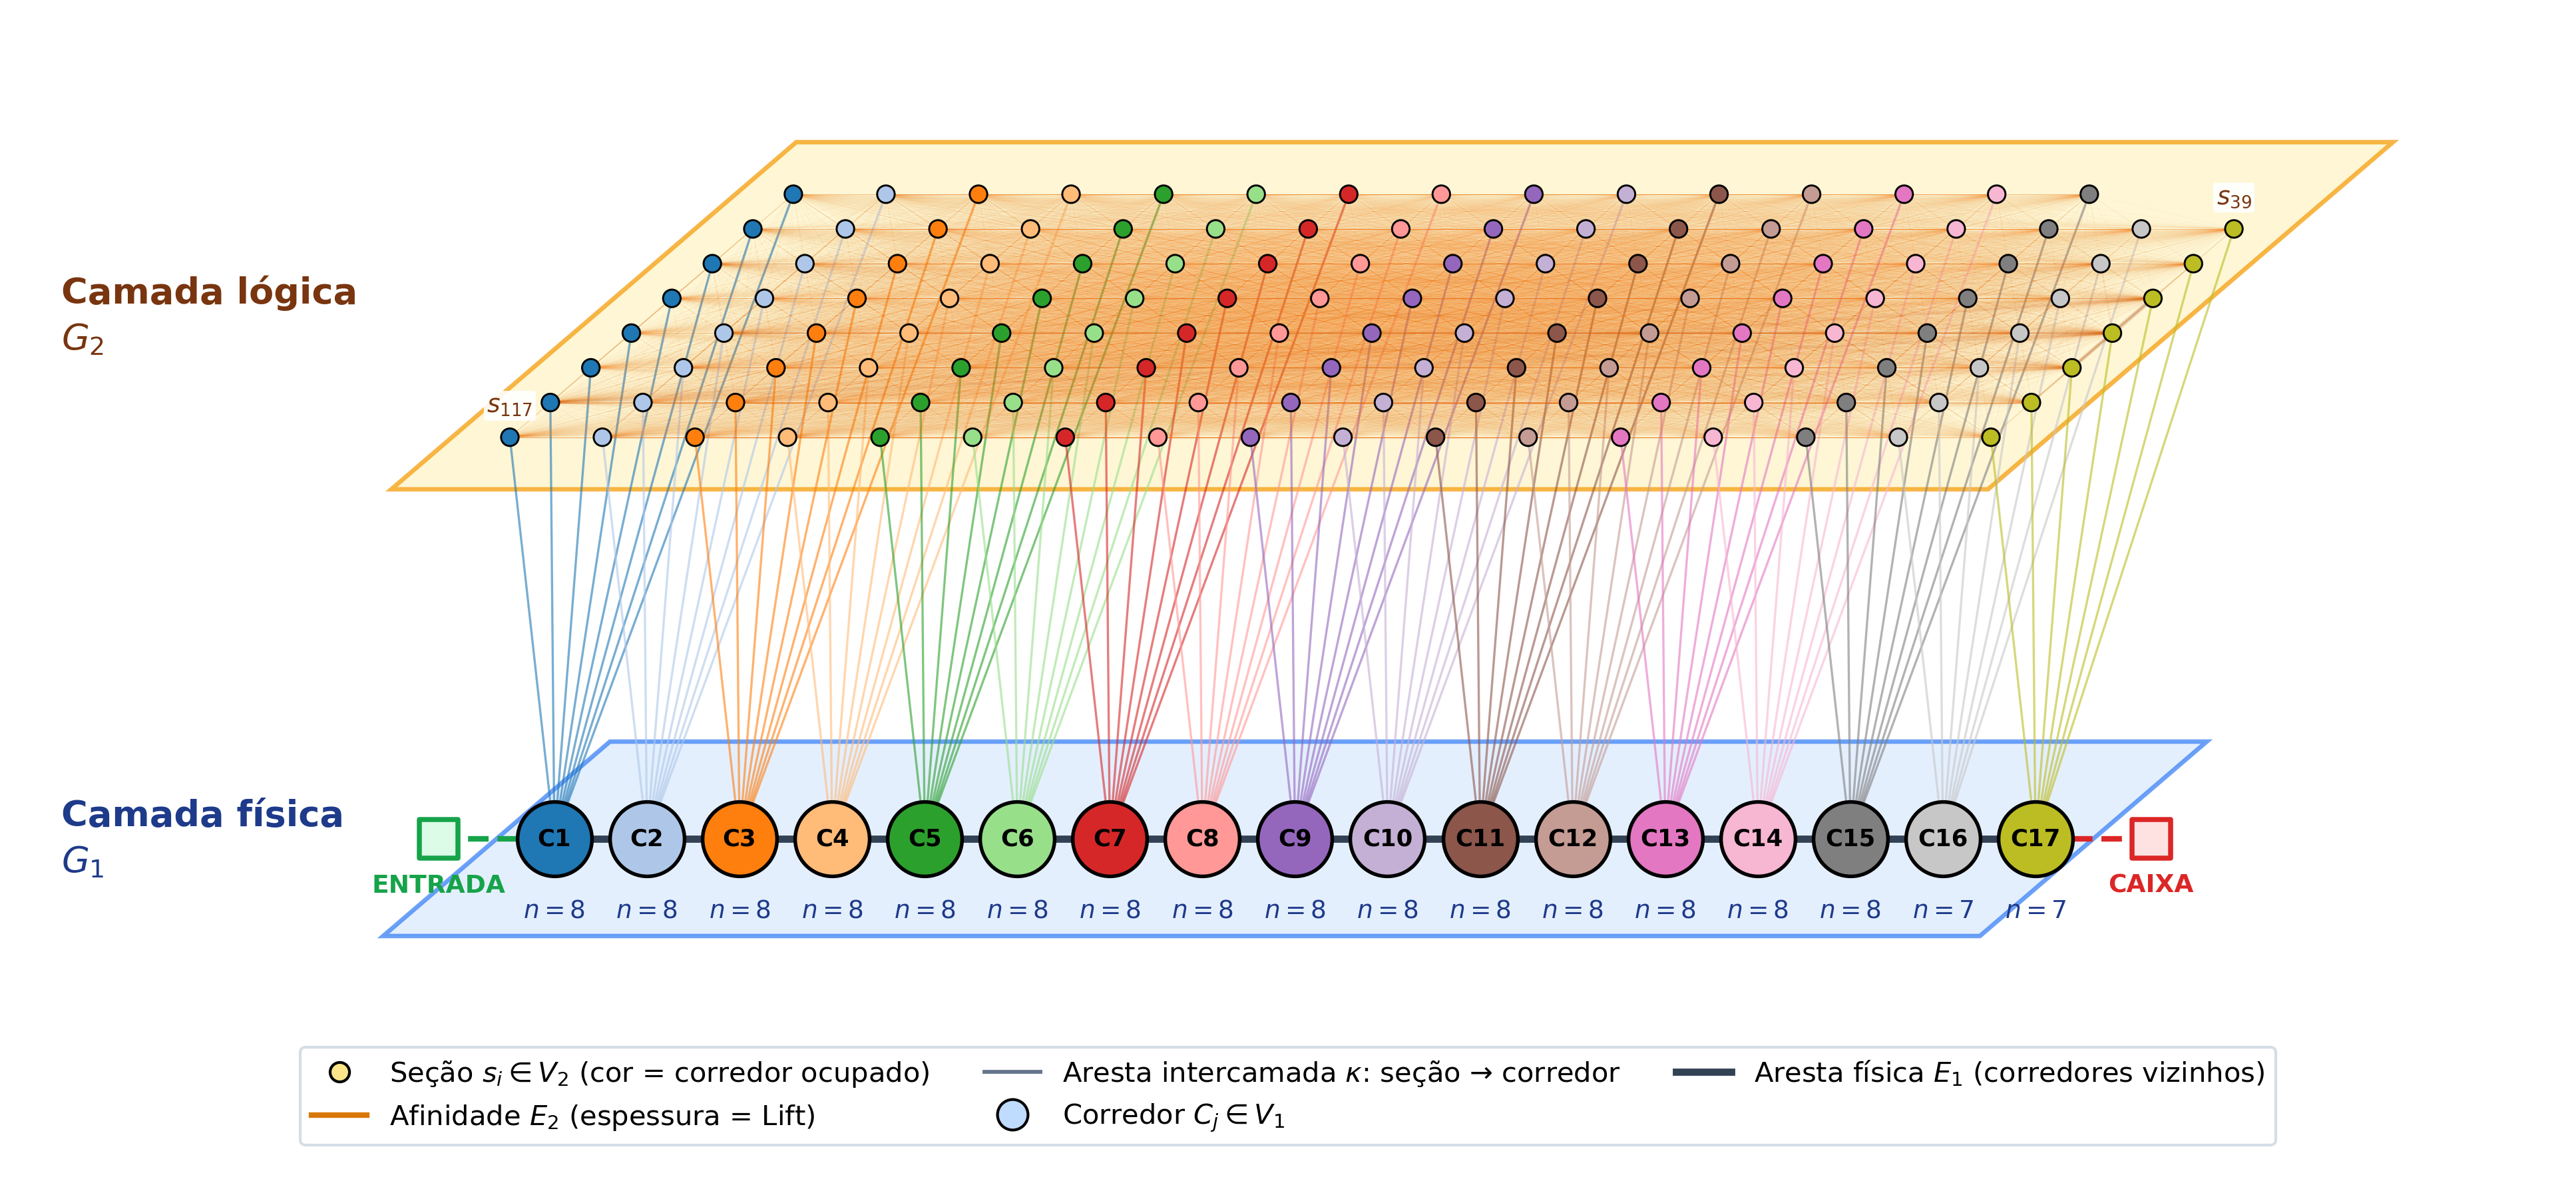 s₃₉
Camada lógica
G₂
s₁₁₇
Camada física
G₁
C1 C2 C3 C4 C5 C6 C7 C8 C9 C10 C11 C12 C13 C14 C15 C16 C17
ENTRADA
CAIXA
n = 8 n = 8 n = 8 n = 8 n = 8 n = 8 n = 8 n = 8 n = 8 n = 8 n = 8 n = 8 n = 8 n = 8 n = 8 n = 7 n = 7
Seção sᵢ ∈ V₂ (cor = corredor ocupado)
Afinidade E₂ (espessura = Lift)
Aresta intercamada κ: seção → corredor
Corredor Cⱼ ∈ V₁
Aresta física E₁ (corredores vizinhos)